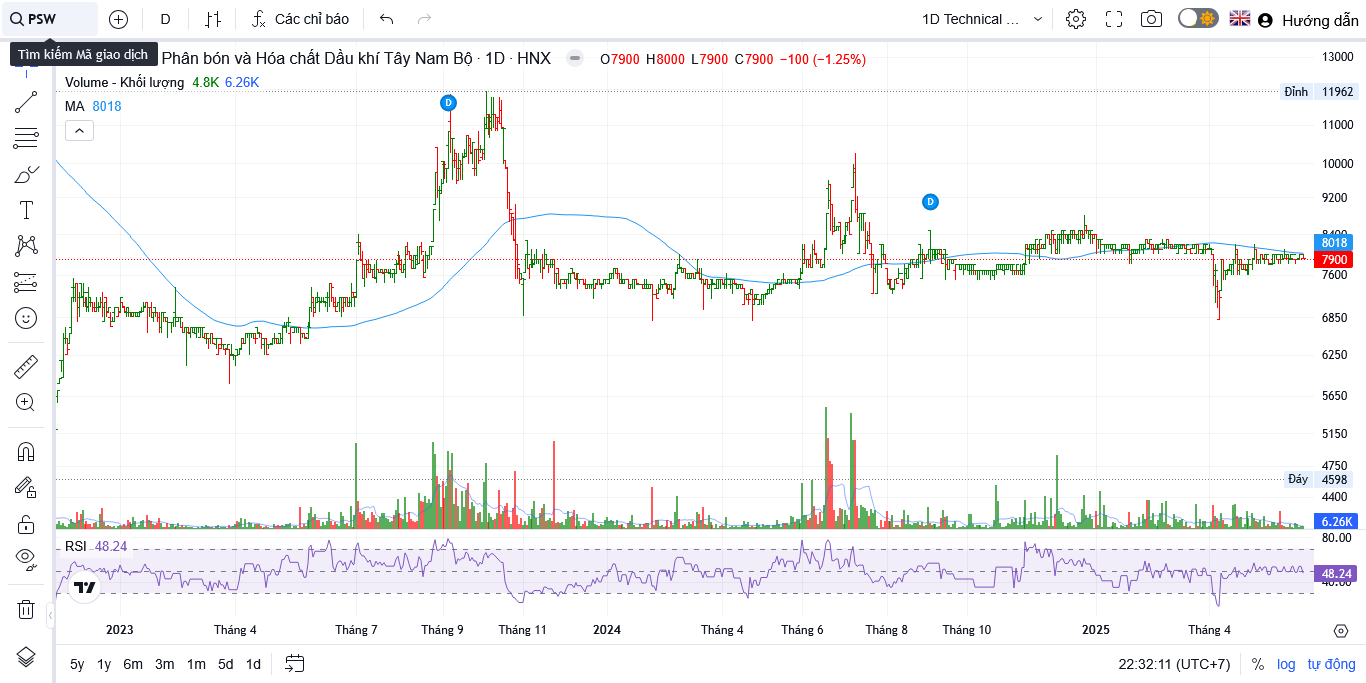 PSW D Các chỉ báo 1D Technical ... Hướng dẫn
Tìm kiếm Mã giao dịch Phân bón và Hóa chất Dầu khí Tây Nam Bộ · 1D · HNX O7900 H8000 L7900 C7900 −100 (−1.25%)
Volume - Khối lượng 4.8K 6.26K
MA 8018
D
D
13000
Đỉnh 11962
11000
10000
9200
8400
8018
7900
7600
6850
6250
5650
5150
4750
Đáy 4598
4400
6.26K
RSI 48.24
80.00
48.24
40.00
2023 Tháng 4 Tháng 7 Tháng 9 Tháng 11 2024 Tháng 4 Tháng 6 Tháng 8 Tháng 10 2025 Tháng 4
5y 1y 6m 3m 1m 5d 1d 22:32:11 (UTC+7) % log tự động